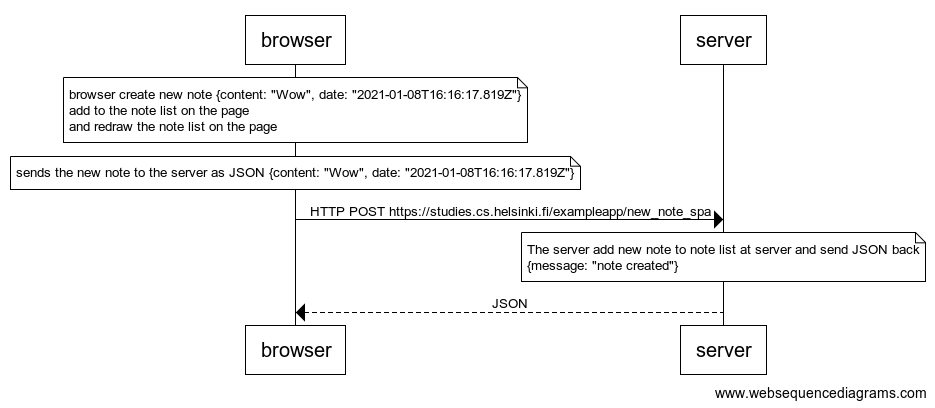 browser
server
browser create new note {content: "Wow", date: "2021-01-08T16:16:17.819Z"}
add to the note list on the page
and redraw the note list on the page
sends the new note to the server as JSON {content: "Wow", date: "2021-01-08T16:16:17.819Z"}
HTTP POST https://studies.cs.helsinki.fi/exampleapp/new_note_spa
The server add new note to note list at server and send JSON back
{message: "note created"}
JSON
browser
server
www.websequencediagrams.com